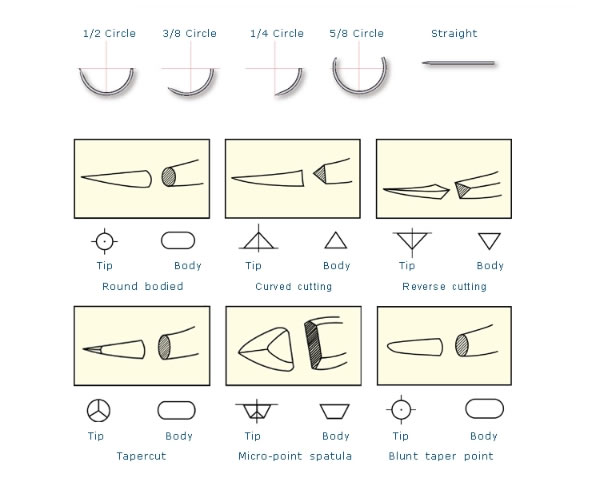 1/2 Circle 3/8 Circle 1/4 Circle 5/8 Circle Straight
Tip Body Tip Body Tip Body
Round bodied Curved cutting Reverse cutting
Tip Body Tip Body Tip Body
Tapercut Micro-point spatula Blunt taper point